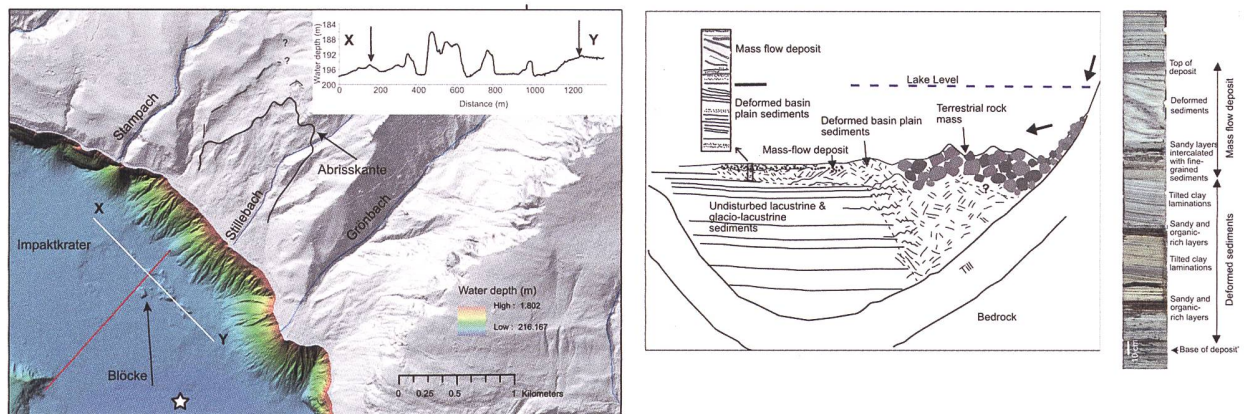 X
Y
Water depth (m)
184
188
192
196
200
0
200
400
600
800
1000
1200
Distance (m)
?
?
Stampach
Abrisskante
Stillebach
Grönbach
X
Impaktkrater
Y
Blöcke
Water depth (m)
High : 1.802
Low : 216.167
0 0.25 0.5 1 Kilometers
Mass flow deposit
Deformed basin
plain sediments
Lake Level
Deformed basin plain
sediments
Terrestrial rock
mass
Mass-flow deposit
?
Undisturbed lacustrine &
glacio-lacustrine
sediments
Till
Bedrock
Top of
deposit
Deformed
sediments
Sandy layers
intercalated
with fine-
grained
sediments
Tilted clay
laminations
Sandy and
organic-
rich layers
Tilted clay
laminations
Sandy and
organic-
rich layers
Base of deposit'
Mass flow deposit
Deformed sediments
10cm